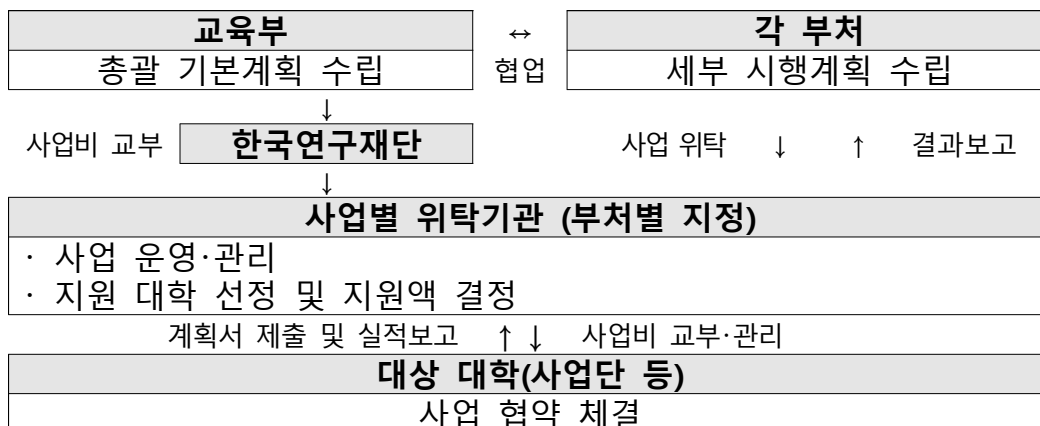 교육부 ↔ 각 부처
총괄 기본계획 수립 협업 세부 시행계획 수립
↓
사업비 교부 한국연구재단 사업 위탁 ↓ ↑ 결과보고
↓
사업별 위탁기관 (부처별 지정)
· 사업 운영·관리
· 지원 대학 선정 및 지원액 결정
계획서 제출 및 실적보고 ↑↓ 사업비 교부·관리
대상 대학(사업단 등)
사업 협약 체결